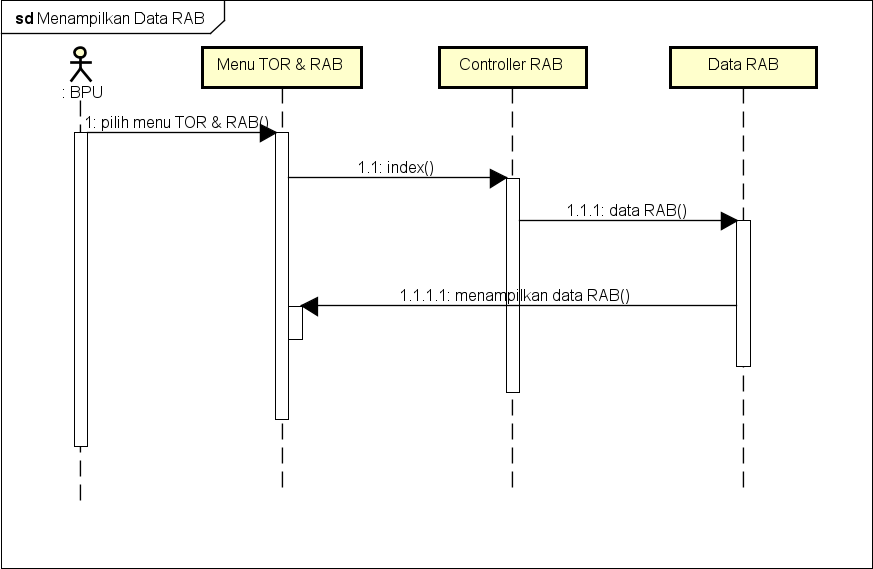 sd Menampilkan Data RAB
: BPU
Menu TOR & RAB
Controller RAB
Data RAB
1: pilih menu TOR & RAB()
1.1: index()
1.1.1: data RAB()
1.1.1.1: menampilkan data RAB()